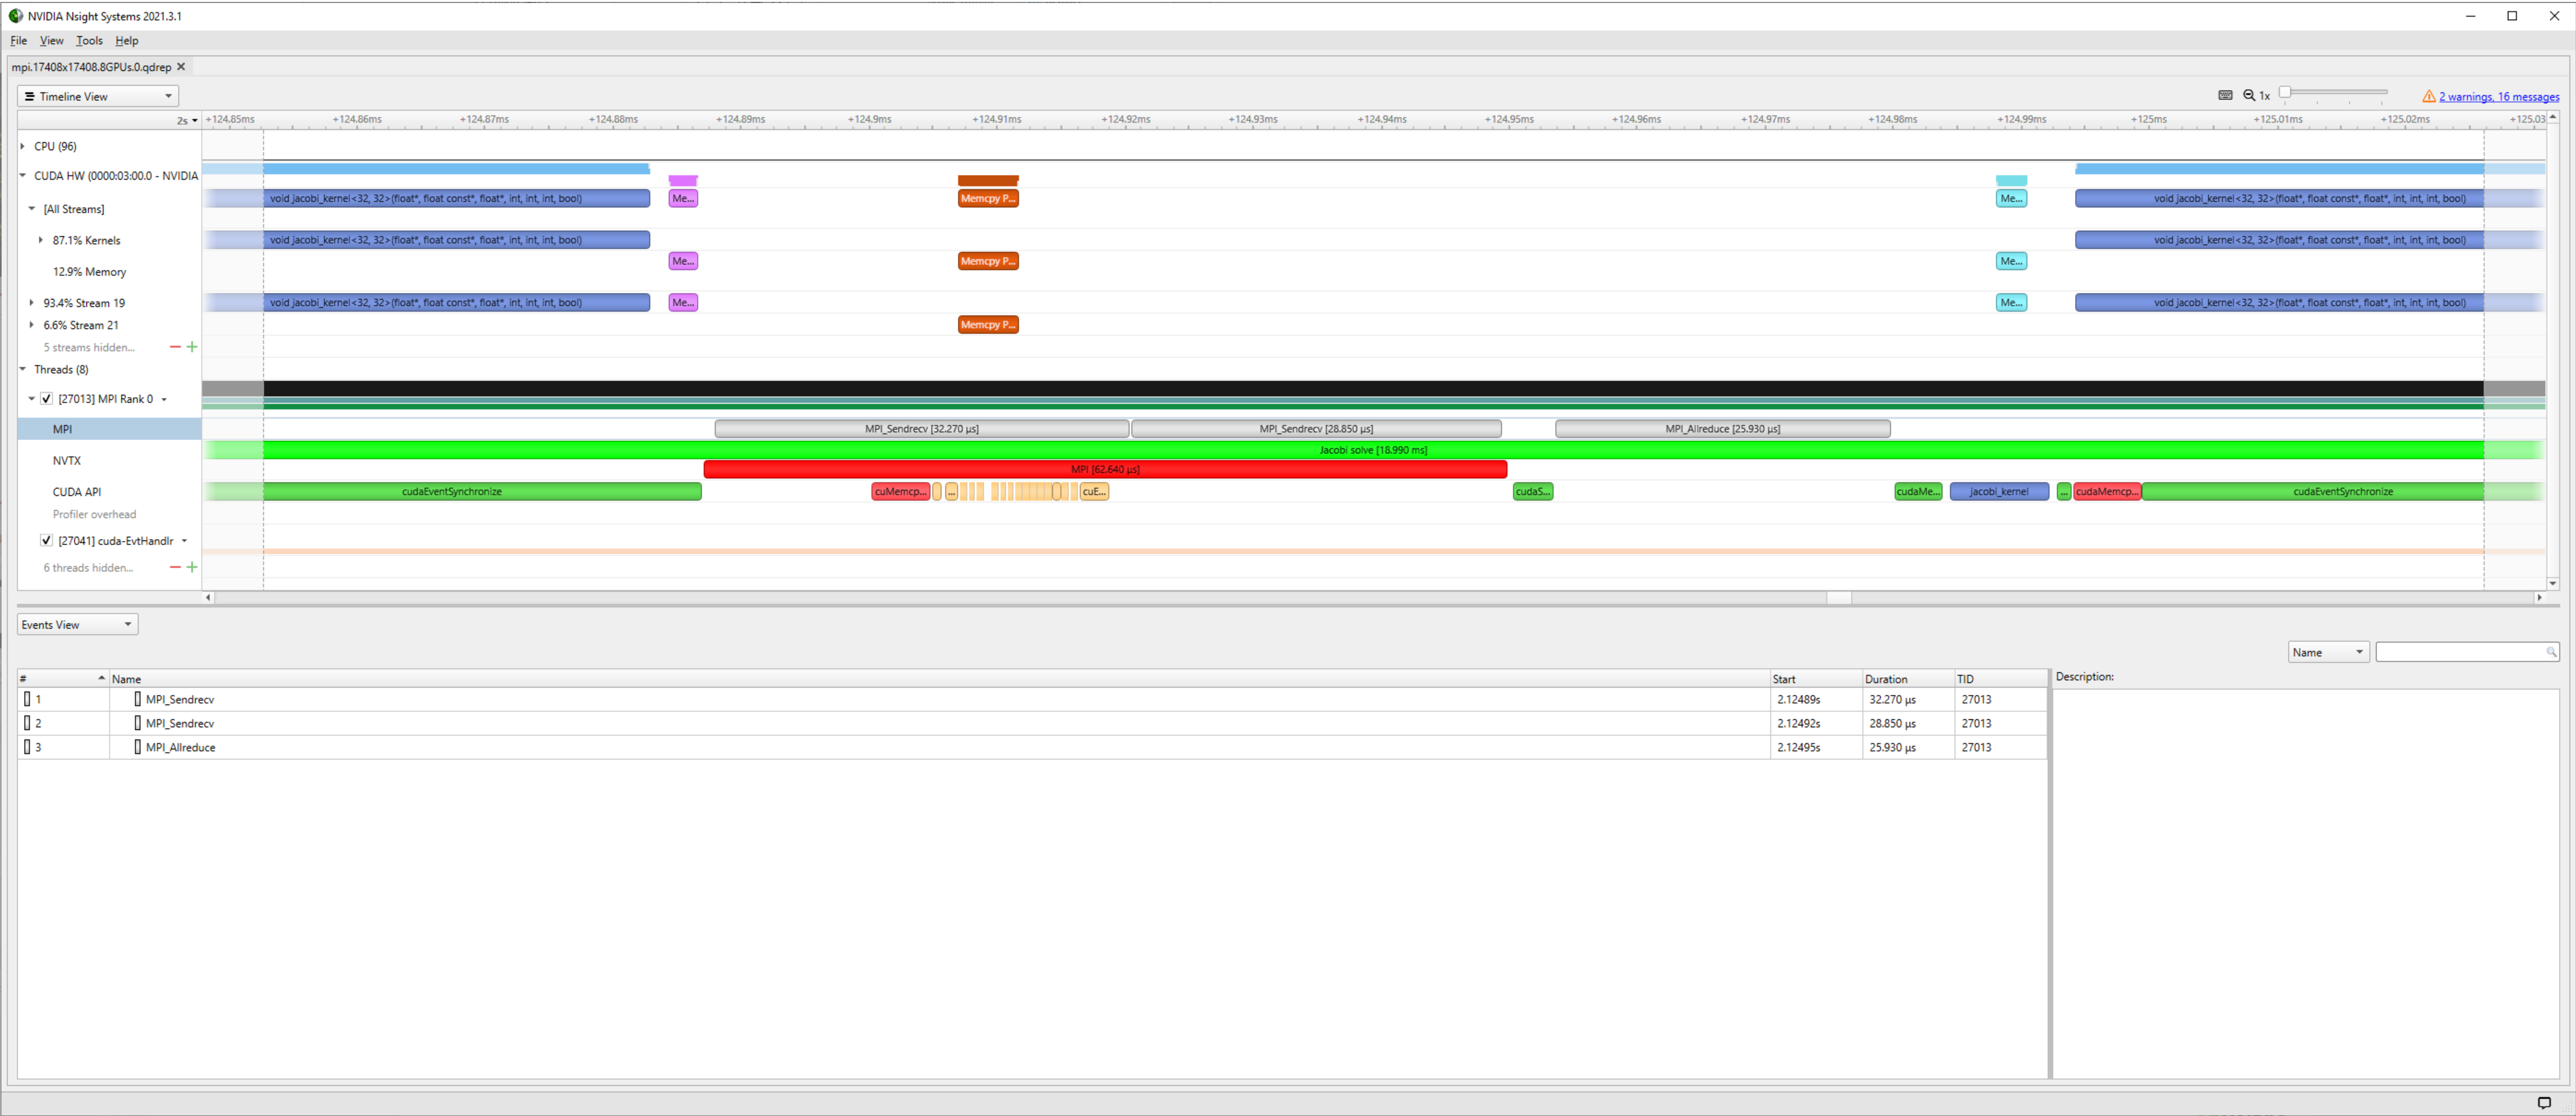 NVIDIA Nsight Systems 2021.3.1
File View Tools Help
mpi.17408x17408.8GPUs.0.qdrep
Timeline View
1x
2 warnings, 16 messages
2s +124.85ms +124.86ms +124.87ms +124.88ms +124.89ms +124.9ms +124.91ms +124.92ms +124.93ms +124.94ms +124.95ms +124.96ms +124.97ms +124.98ms +124.99ms +125ms +125.01ms +125.02ms +125.03
CPU (96)
CUDA HW (0000:03:00.0 - NVIDIA
[All Streams]
void jacobi_kernel<32, 32>(float*, float const*, float*, int, int, int, bool) Me... Memcpy P... Me... void jacobi_kernel<32, 32>(float*, float const*, float*, int, int, int, bool)
87.1% Kernels
void jacobi_kernel<32, 32>(float*, float const*, float*, int, int, int, bool) void jacobi_kernel<32, 32>(float*, float const*, float*, int, int, int, bool)
12.9% Memory
Me... Memcpy P... Me...
93.4% Stream 19
void jacobi_kernel<32, 32>(float*, float const*, float*, int, int, int, bool) Me... Me... void jacobi_kernel<32, 32>(float*, float const*, float*, int, int, int, bool)
6.6% Stream 21 Memcpy P...
5 streams hidden...
Threads (8)
[27013] MPI Rank 0
MPI MPI_Sendrecv [32.270 µs] MPI_Sendrecv [28.850 µs] MPI_Allreduce [25.930 µs]
NVTX
Jacobi solve [18.990 ms]
MPI [62.640 µs]
CUDA API cudaEventSynchronize cuMemcp... ... cuE... cudaS... cudaMe... jacobi_kernel ... cudaMemcp... cudaEventSynchronize
Profiler overhead
[27041] cuda-EvtHandlr
6 threads hidden...
Events View
Name
# Name Start Duration TID Description:
1 MPI_Sendrecv 2.12489s 32.270 µs 27013
2 MPI_Sendrecv 2.12492s 28.850 µs 27013
3 MPI_Allreduce 2.12495s 25.930 µs 27013